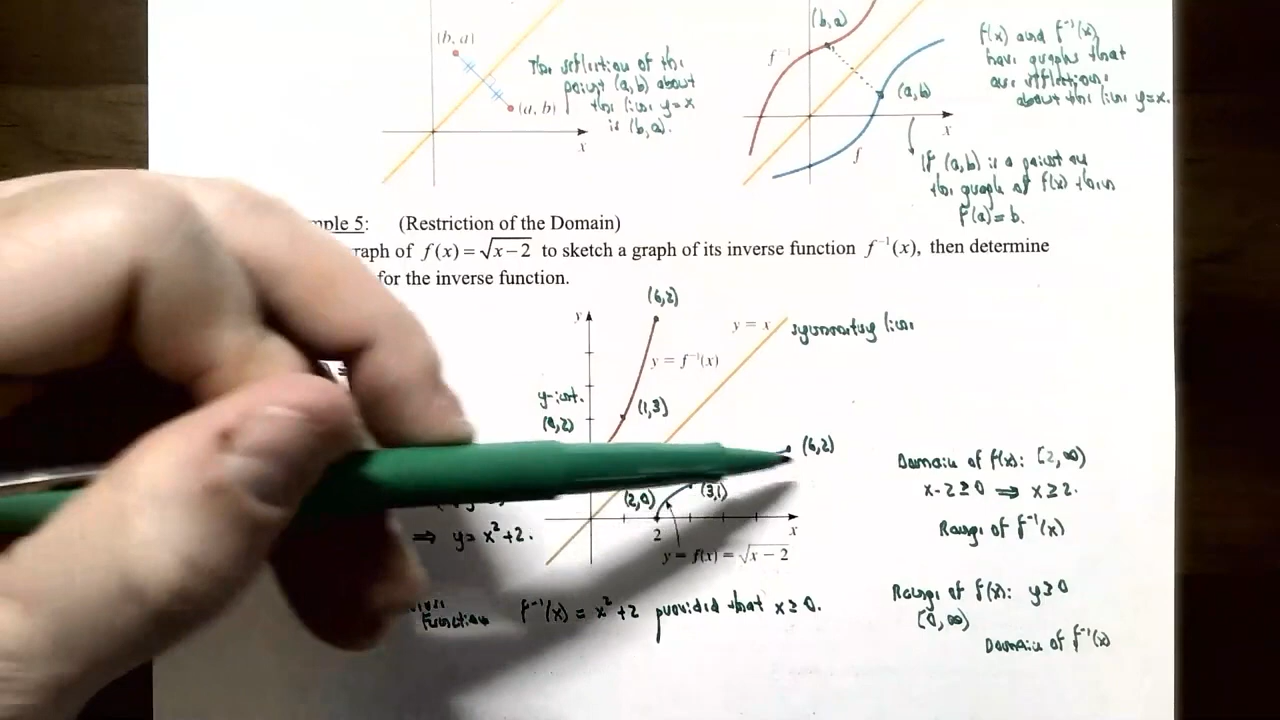 (b, a)
The reflection of the
point (a, b) about
the line y=x
is (b,a).
(a, b)
x
(b,a)
f⁻¹
(a,b)
x
f
f(x) and f⁻¹(x)
have graphs that
are reflections
about the line y=x.
If (a,b) is a point on
the graph of f(x) then
f(a)=b.
mple 5: (Restriction of the Domain)
raph of f(x)=√x−2 to sketch a graph of its inverse function f⁻¹(x), then determine
for the inverse function.
(6,2)
y
y = x symmetry line
y = f⁻¹(x)
y-int.
(0,2)
(1,3)
(6,2)
(2,0)
(3,1)
2
x
y = f(x) = √x − 2
⇒ y= x²+2.
Function f⁻¹(x) = x²+2 provided that x≥0.
Domain of f(x): [2,∞)
x-2≥0 ⇒ x≥2.
Range of f⁻¹(x)
Range of f(x): y≥0
[0,∞)
Domain of f⁻¹(x)